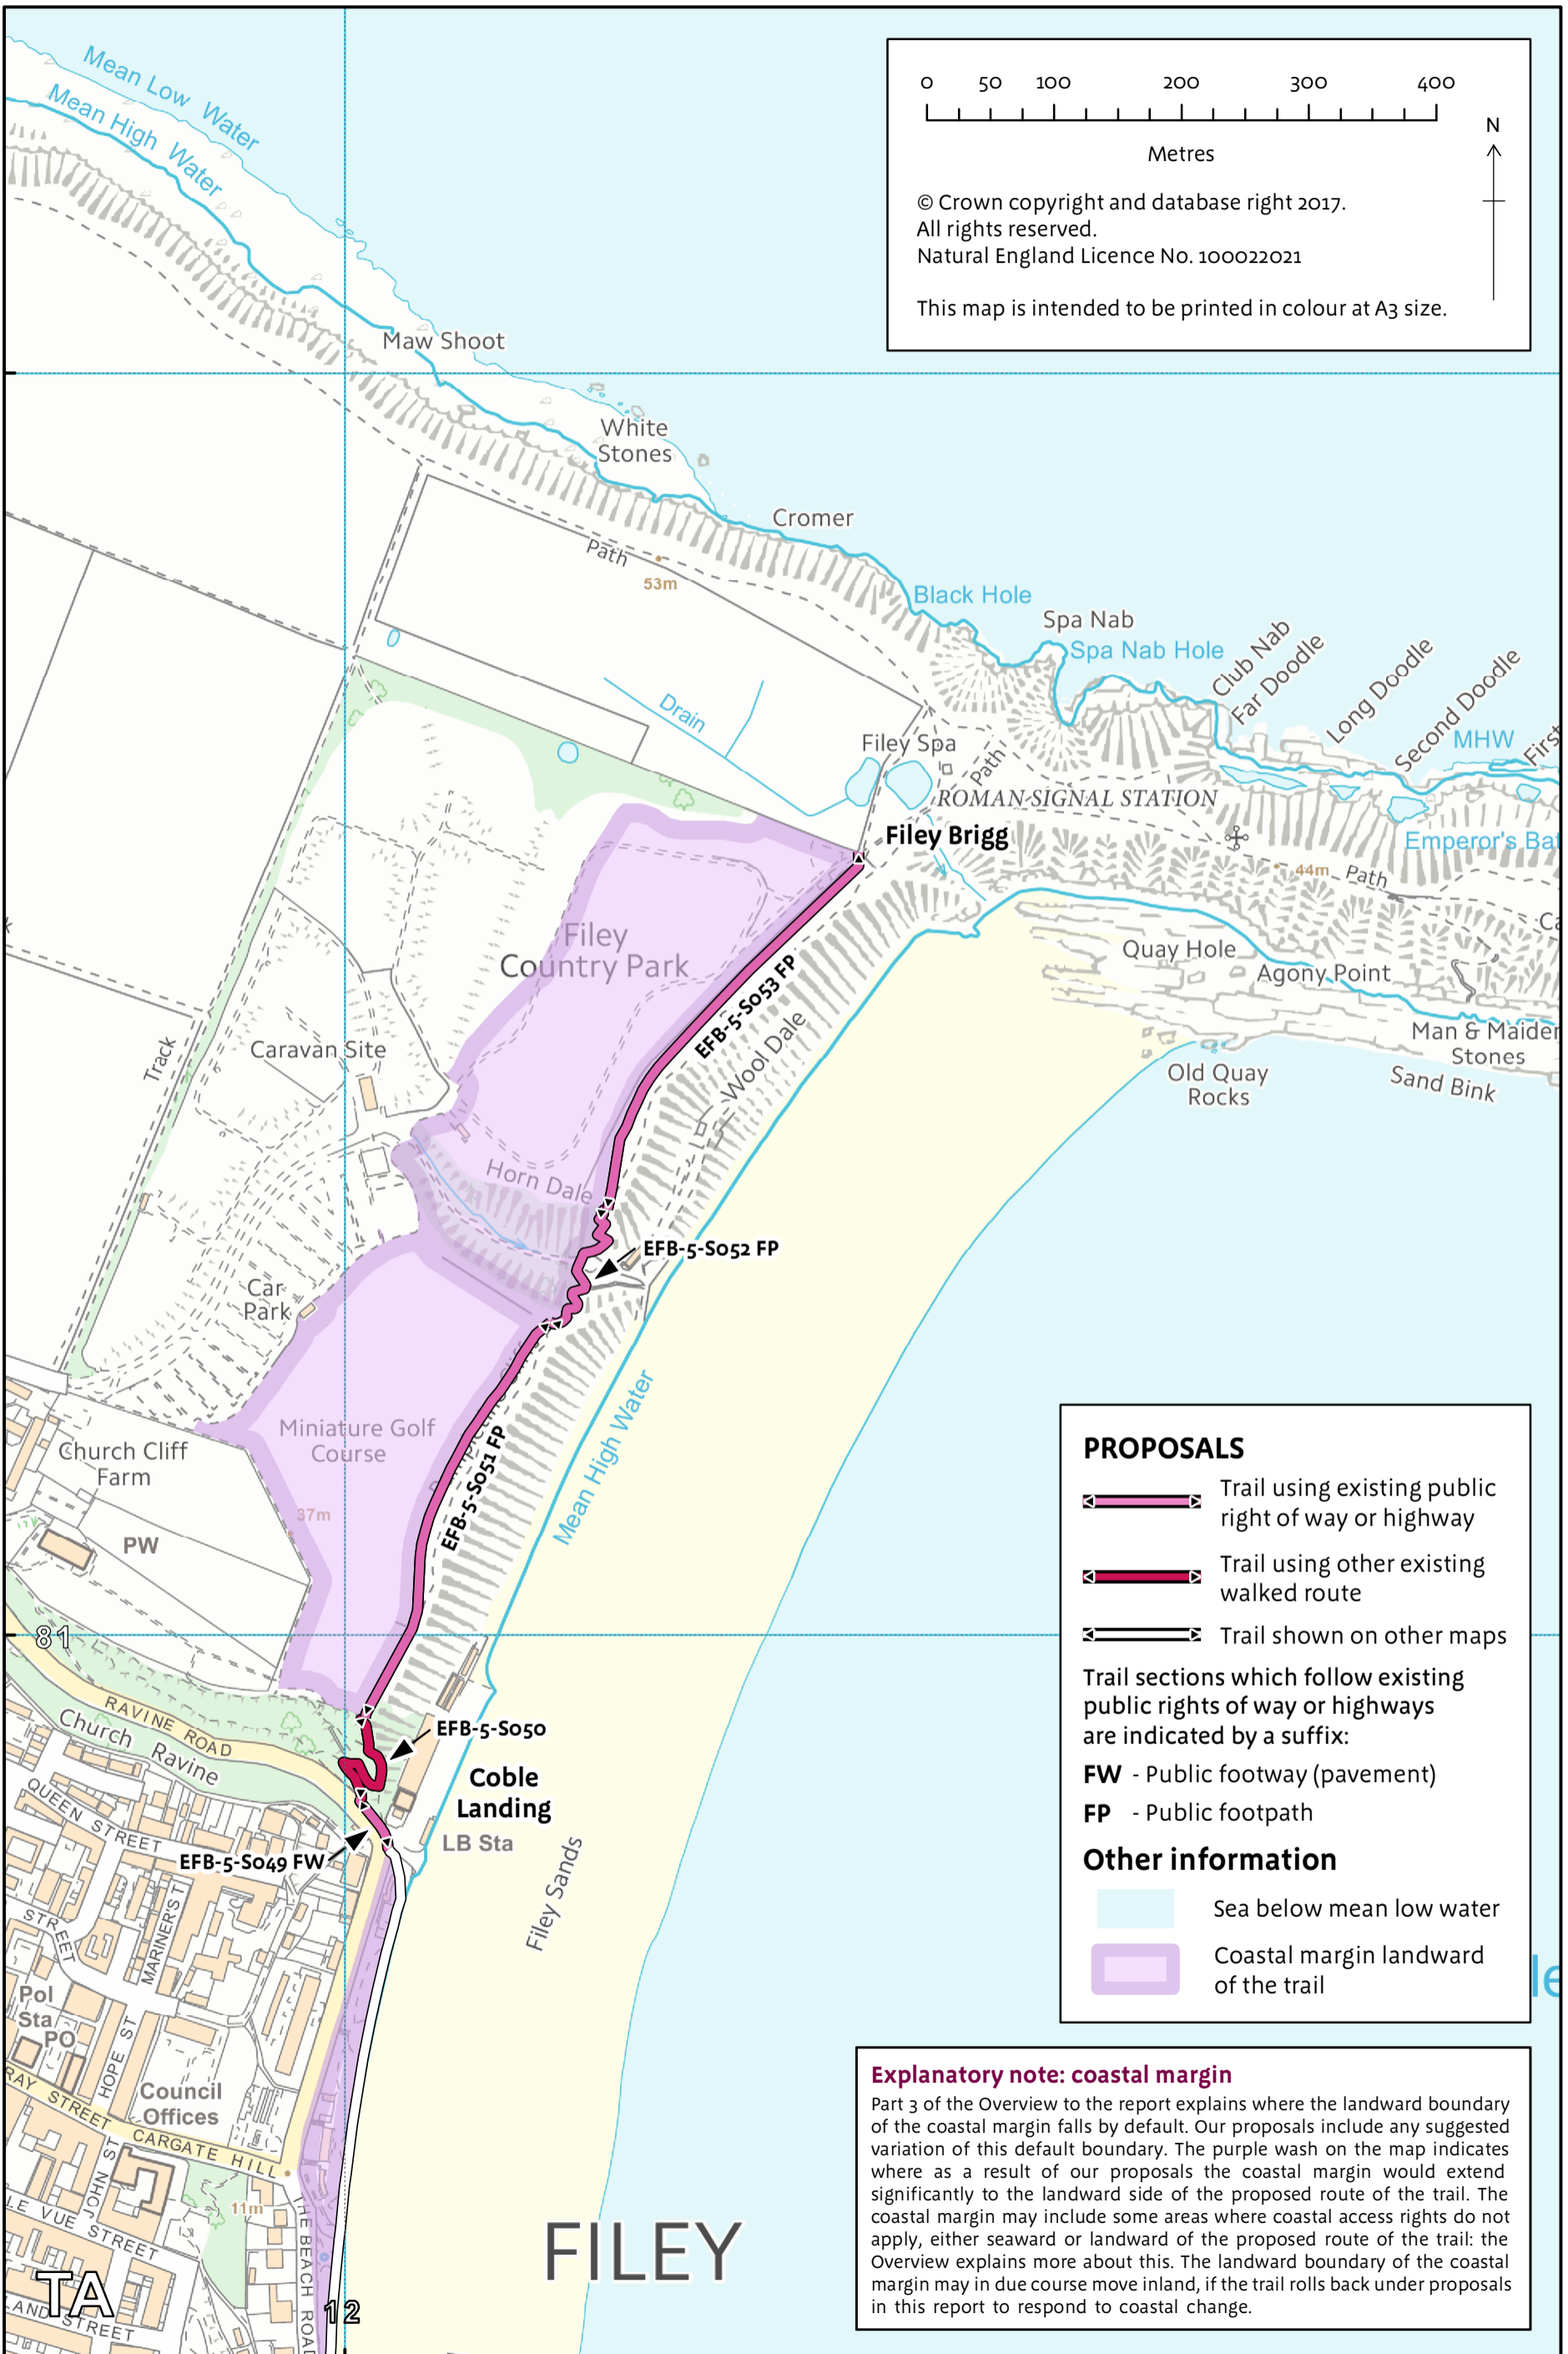 Mean Low Water
Mean High Water
0 50 100 200 300 400
Metres
N
© Crown copyright and database right 2017.
All rights reserved.
Natural England Licence No. 100022021
This map is intended to be printed in colour at A3 size.
Maw Shoot
White
Stones
Cromer
Path
53m
Black Hole
Spa Nab
Spa Nab Hole
Club Nab
Far Doodle
Long Doodle
Second Doodle
MHW
First
Drain
Filey Spa
Path
ROMAN SIGNAL STATION
Filey Brigg
Emperor's Bat
44m
Path
Ca
Filey
Country Park
Quay Hole
Agony Point
EFB-5-S053 FP
Man & Maiden
Stones
Caravan Site
Track
Wool Dale
Old Quay
Rocks
Sand Bink
Horn Dale
EFB-5-S052 FP
Car
Park
Mean High Water
Miniature Golf
Course
Church Cliff
Farm
EFB-5-S051 FP
37m
PW
81
RAVINE ROAD
Church Ravine
EFB-5-S050
Coble
Landing
QUEEN STREET
LB Sta
EFB-5-S049 FW
Filey Sands
STREET
MARINER'S T
Pol
Sta
PO
HOPE ST
Council
Offices
RAY STREET
CARGATE HILL
JOHN ST
11m
LE VUE STREET
THE BEACH ROAD
FILEY
TA
LAND STREET
12
PROPOSALS
Trail using existing public
right of way or highway
Trail using other existing
walked route
Trail shown on other maps
Trail sections which follow existing
public rights of way or highways
are indicated by a suffix:
FW - Public footway (pavement)
FP - Public footpath
Other information
Sea below mean low water
Coastal margin landward
of the trail
le
Explanatory note: coastal margin
Part 3 of the Overview to the report explains where the landward boundary
of the coastal margin falls by default. Our proposals include any suggested
variation of this default boundary. The purple wash on the map indicates
where as a result of our proposals the coastal margin would extend
significantly to the landward side of the proposed route of the trail. The
coastal margin may include some areas where coastal access rights do not
apply, either seaward or landward of the proposed route of the trail: the
Overview explains more about this. The landward boundary of the coastal
margin may in due course move inland, if the trail rolls back under proposals
in this report to respond to coastal change.